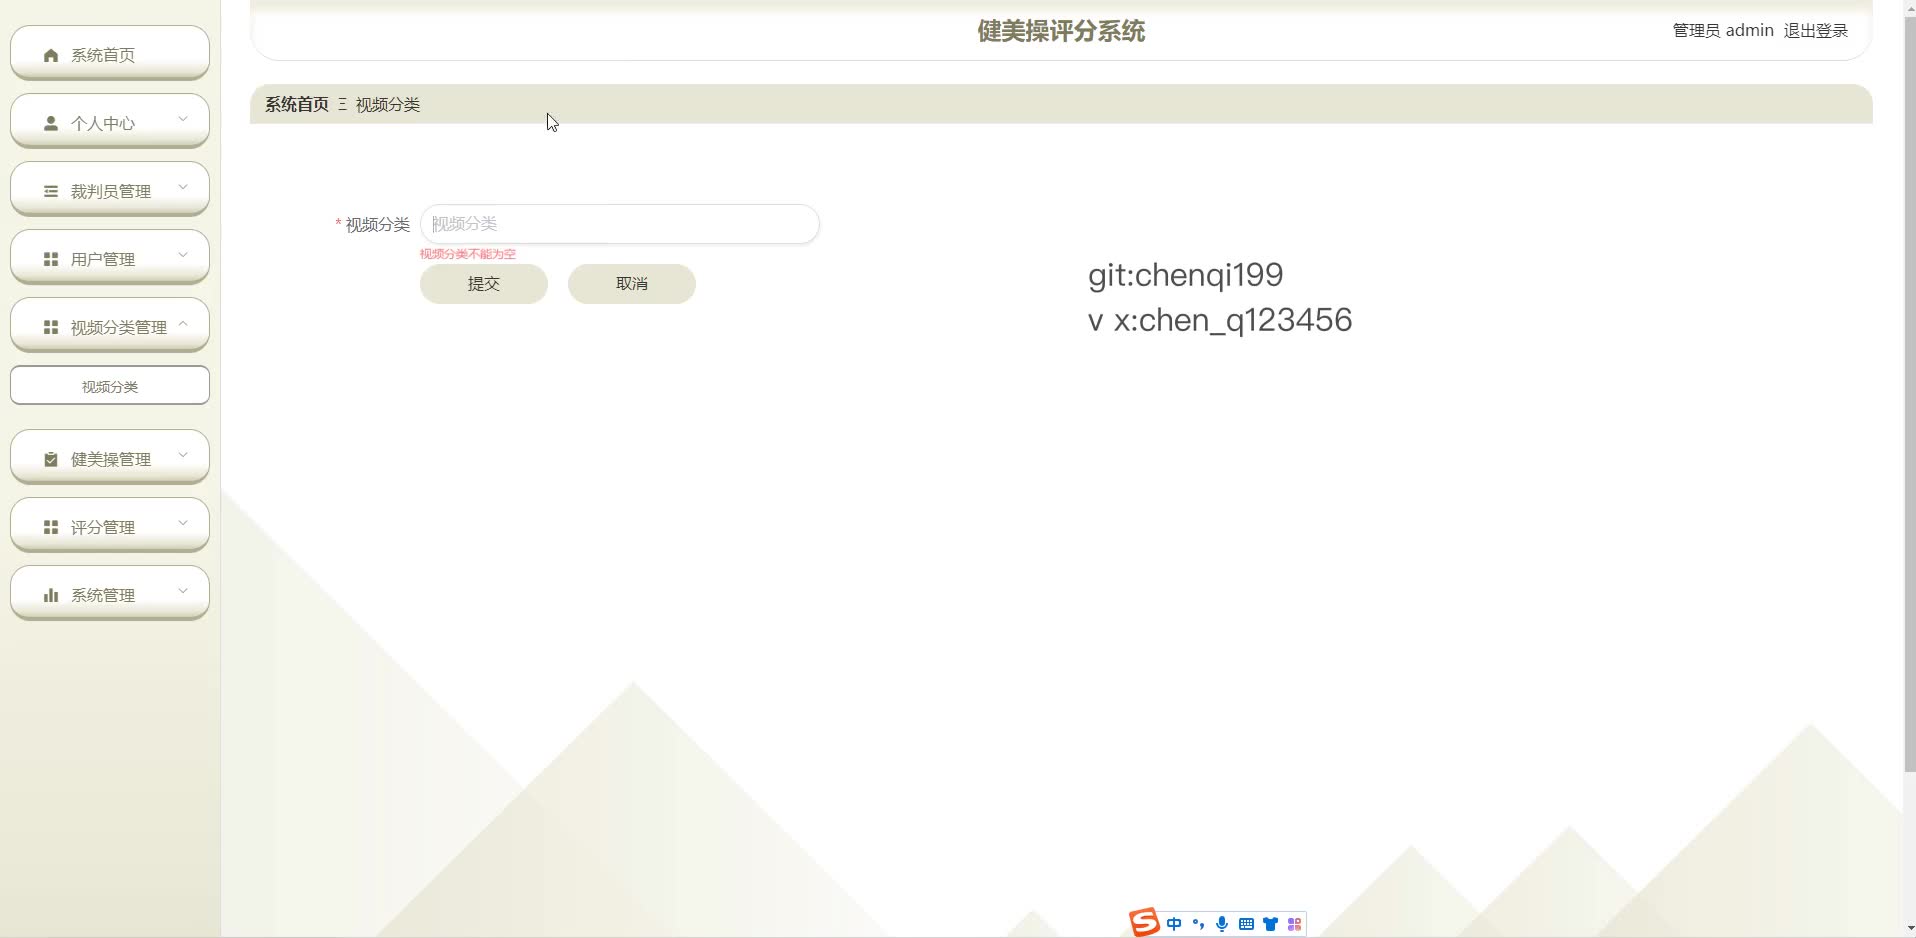 健美操评分系统
管理员 admin 退出登录
系统首页
个人中心
裁判员管理
用户管理
视频分类管理
视频分类
健美操管理
评分管理
系统管理
系统首页 Ξ 视频分类
* 视频分类
视频分类
视频分类不能为空
提交
取消
git:chenqi199
v x:chen_q123456
S 中